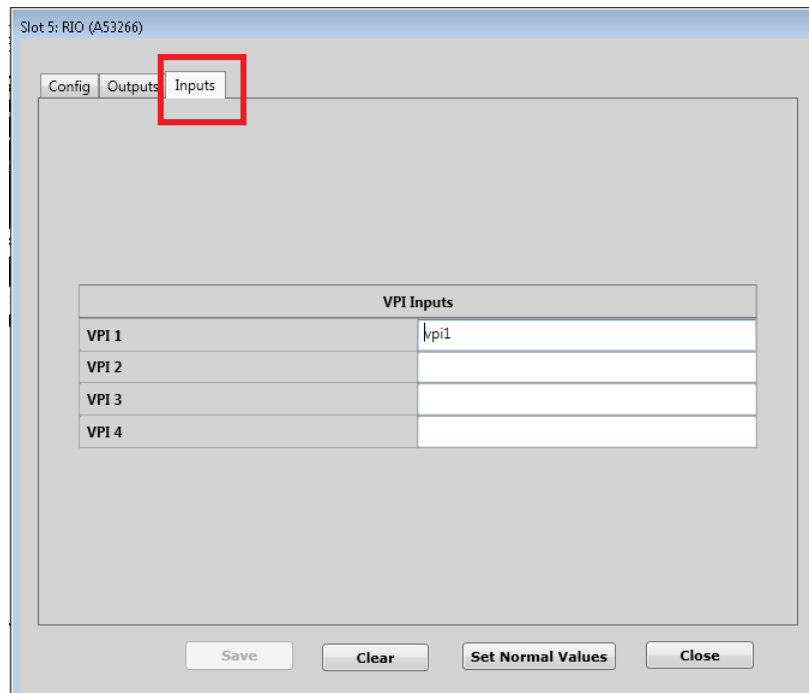 Slot 5: RIO (A53266)
Config Outputs Inputs
VPI Inputs
VPI 1 vpi1
VPI 2
VPI 3
VPI 4
Save Clear Set Normal Values Close